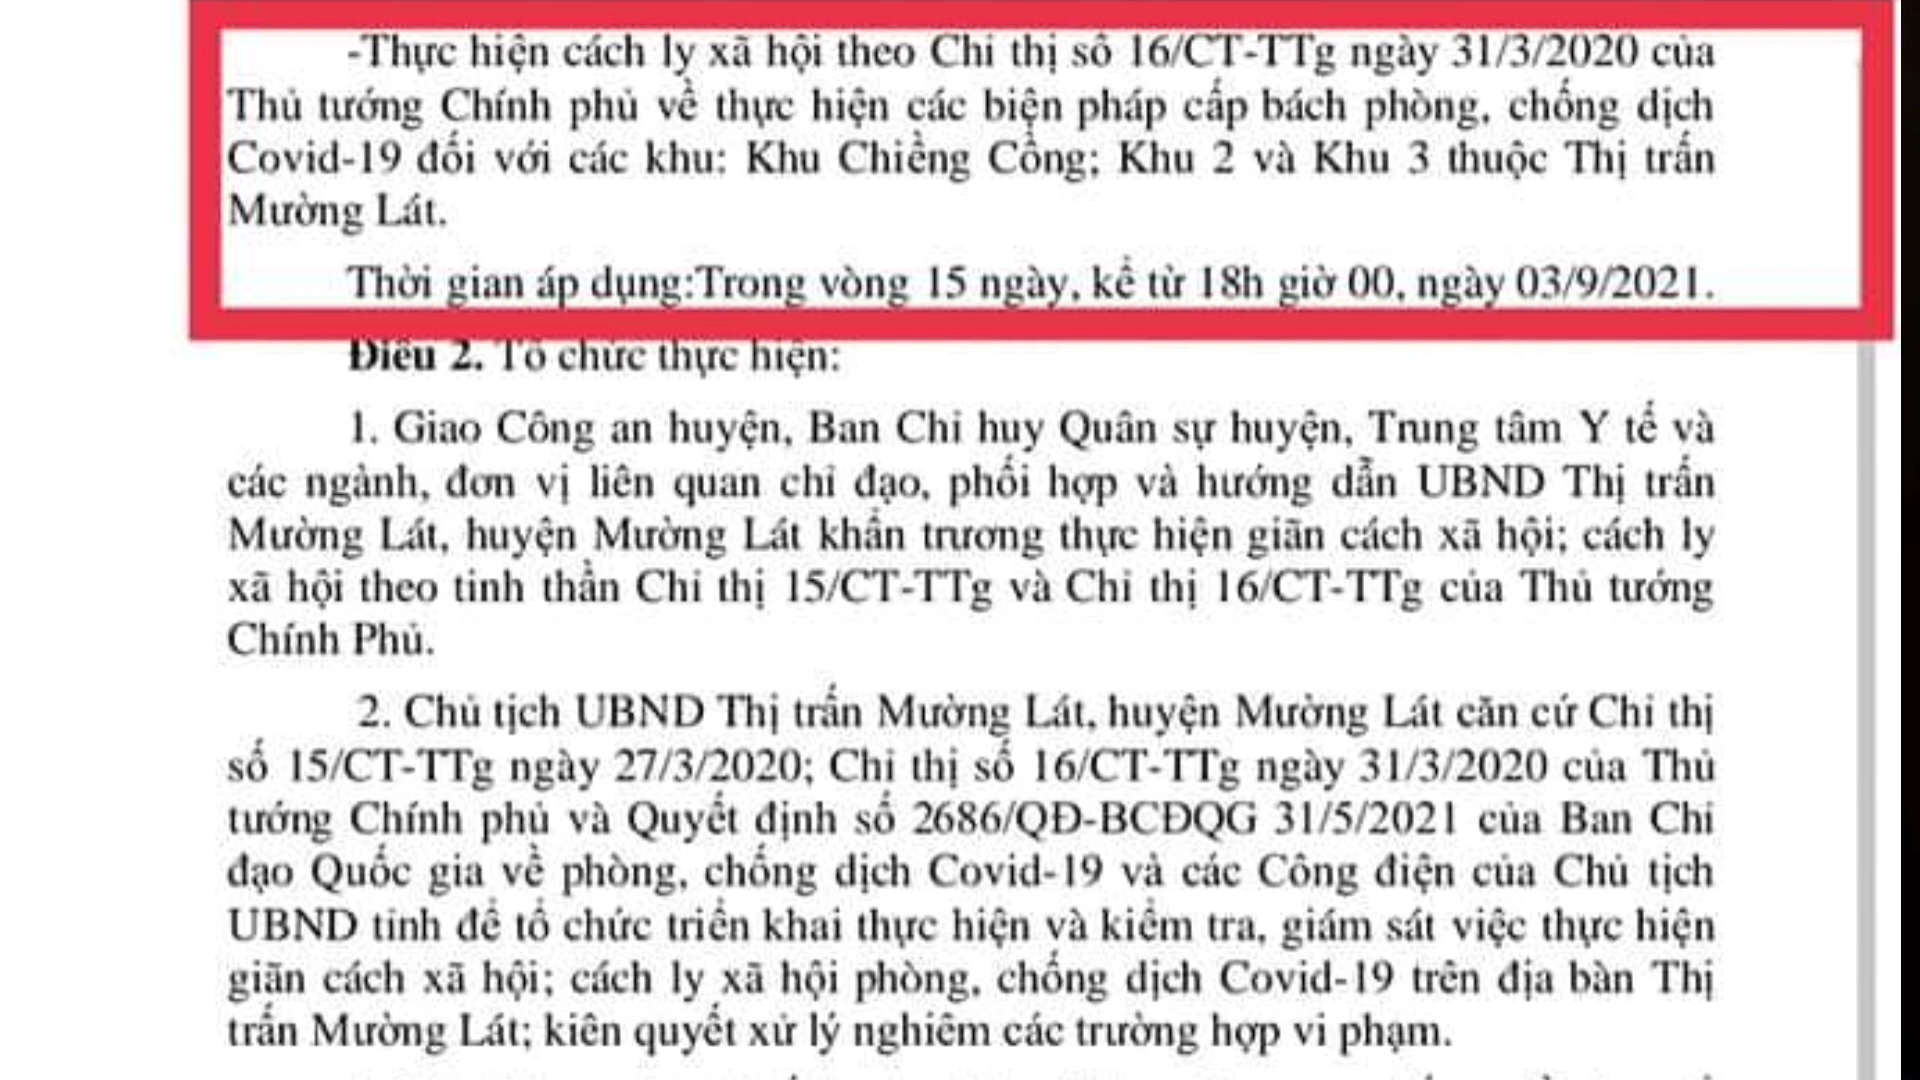 -Thực hiện cách ly xã hội theo Chỉ thị số 16/CT-TTg ngày 31/3/2020 của
Thủ tướng Chính phủ về thực hiện các biện pháp cấp bách phòng, chống dịch
Covid-19 đối với các khu: Khu Chiềng Cồng; Khu 2 và Khu 3 thuộc Thị trấn
Mường Lát.
Thời gian áp dụng:Trong vòng 15 ngày, kể từ 18h giờ 00, ngày 03/9/2021.
Điều 2. Tổ chức thực hiện:
1. Giao Công an huyện, Ban Chỉ huy Quân sự huyện, Trung tâm Y tế và
các ngành, đơn vị liên quan chỉ đạo, phối hợp và hướng dẫn UBND Thị trấn
Mường Lát, huyện Mường Lát khẩn trương thực hiện giãn cách xã hội; cách ly
xã hội theo tinh thần Chỉ thị 15/CT-TTg và Chỉ thị 16/CT-TTg của Thủ tướng
Chính Phủ.
2. Chủ tịch UBND Thị trấn Mường Lát, huyện Mường Lát căn cứ Chỉ thị
số 15/CT-TTg ngày 27/3/2020; Chỉ thị số 16/CT-TTg ngày 31/3/2020 của Thủ
tướng Chính phủ và Quyết định số 2686/QĐ-BCĐQG 31/5/2021 của Ban Chỉ
đạo Quốc gia về phòng, chống dịch Covid-19 và các Công điện của Chủ tịch
UBND tỉnh để tổ chức triển khai thực hiện và kiểm tra, giám sát việc thực hiện
giãn cách xã hội; cách ly xã hội phòng, chống dịch Covid-19 trên địa bàn Thị
trấn Mường Lát; kiên quyết xử lý nghiêm các trường hợp vi phạm.